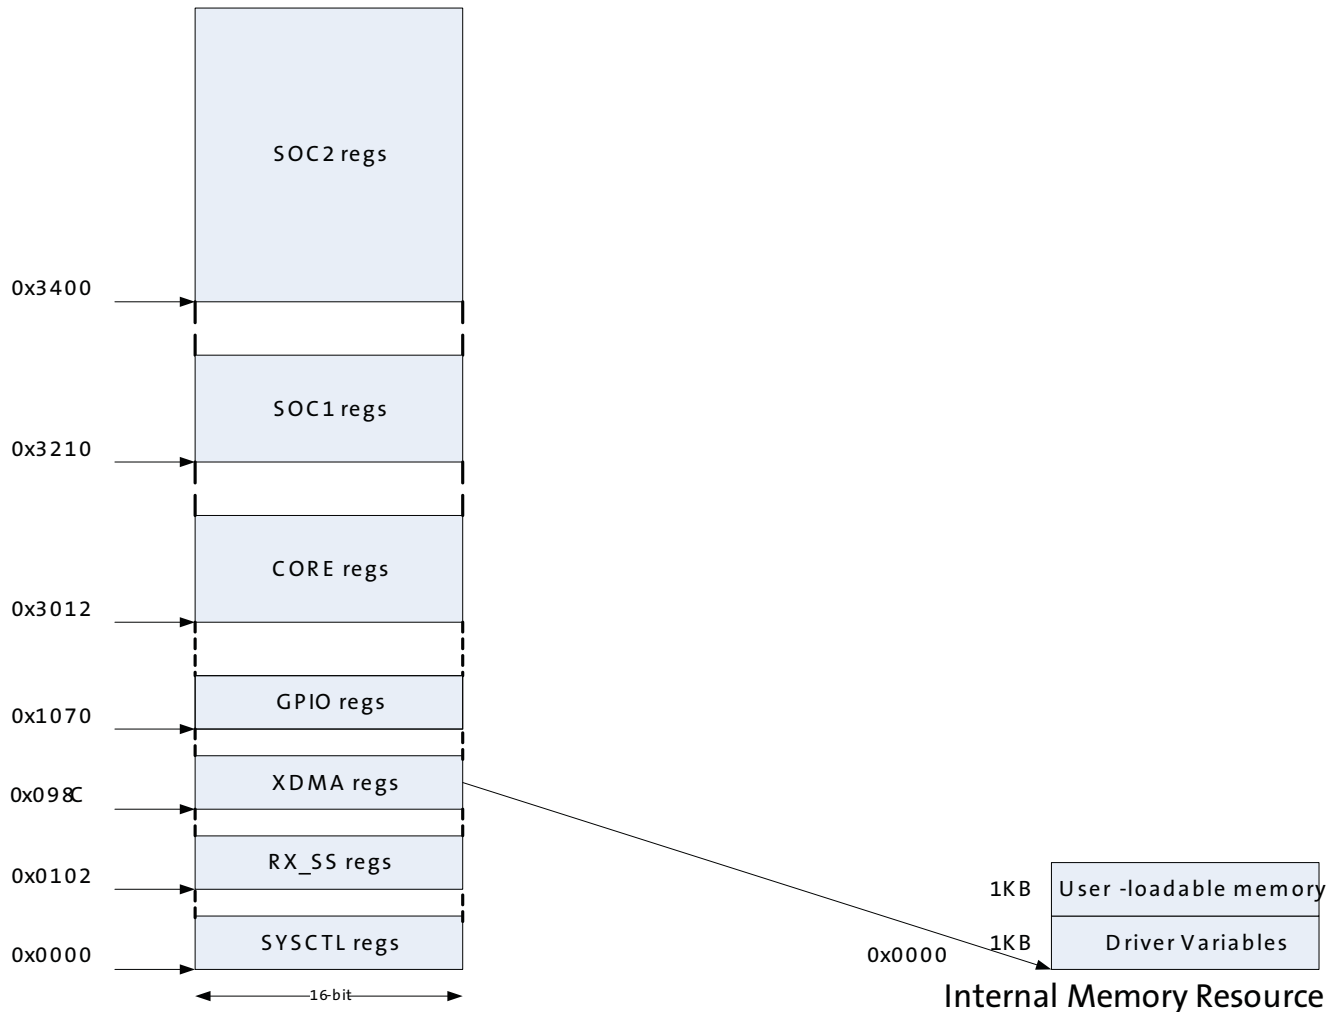 SOC2 regs
0x3400
SOC1 regs
0x3210
CORE regs
0x3012
GPIO regs
0x1070
XDMA regs
0x098C
RX_SS regs
0x0102
SYSCTL regs
0x0000
16-bit
1KB User -loadable memory
1KB Driver Variables
0x0000
Internal Memory Resource